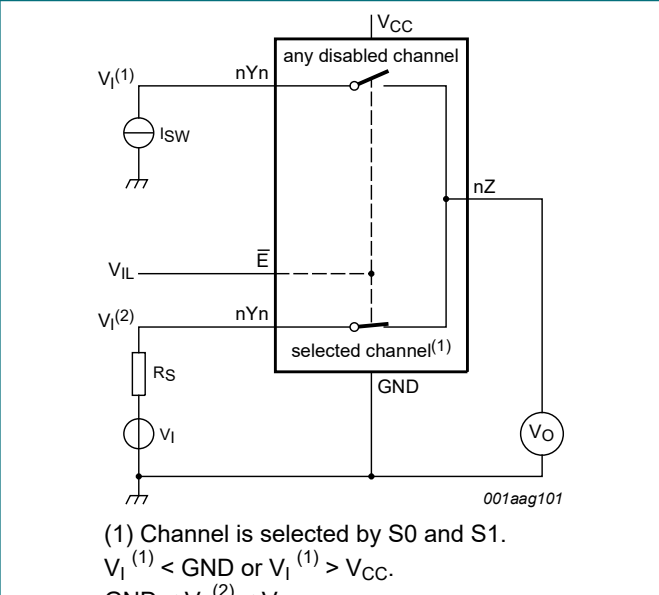 VCC
any disabled channel
VI(1)
nYn
ISW
nZ
E̅
VIL
VI(2)
nYn
selected channel(1)
RS
GND
VI
VO
001aag101
(1) Channel is selected by S0 and S1.
VI (1) < GND or VI (1) > VCC.